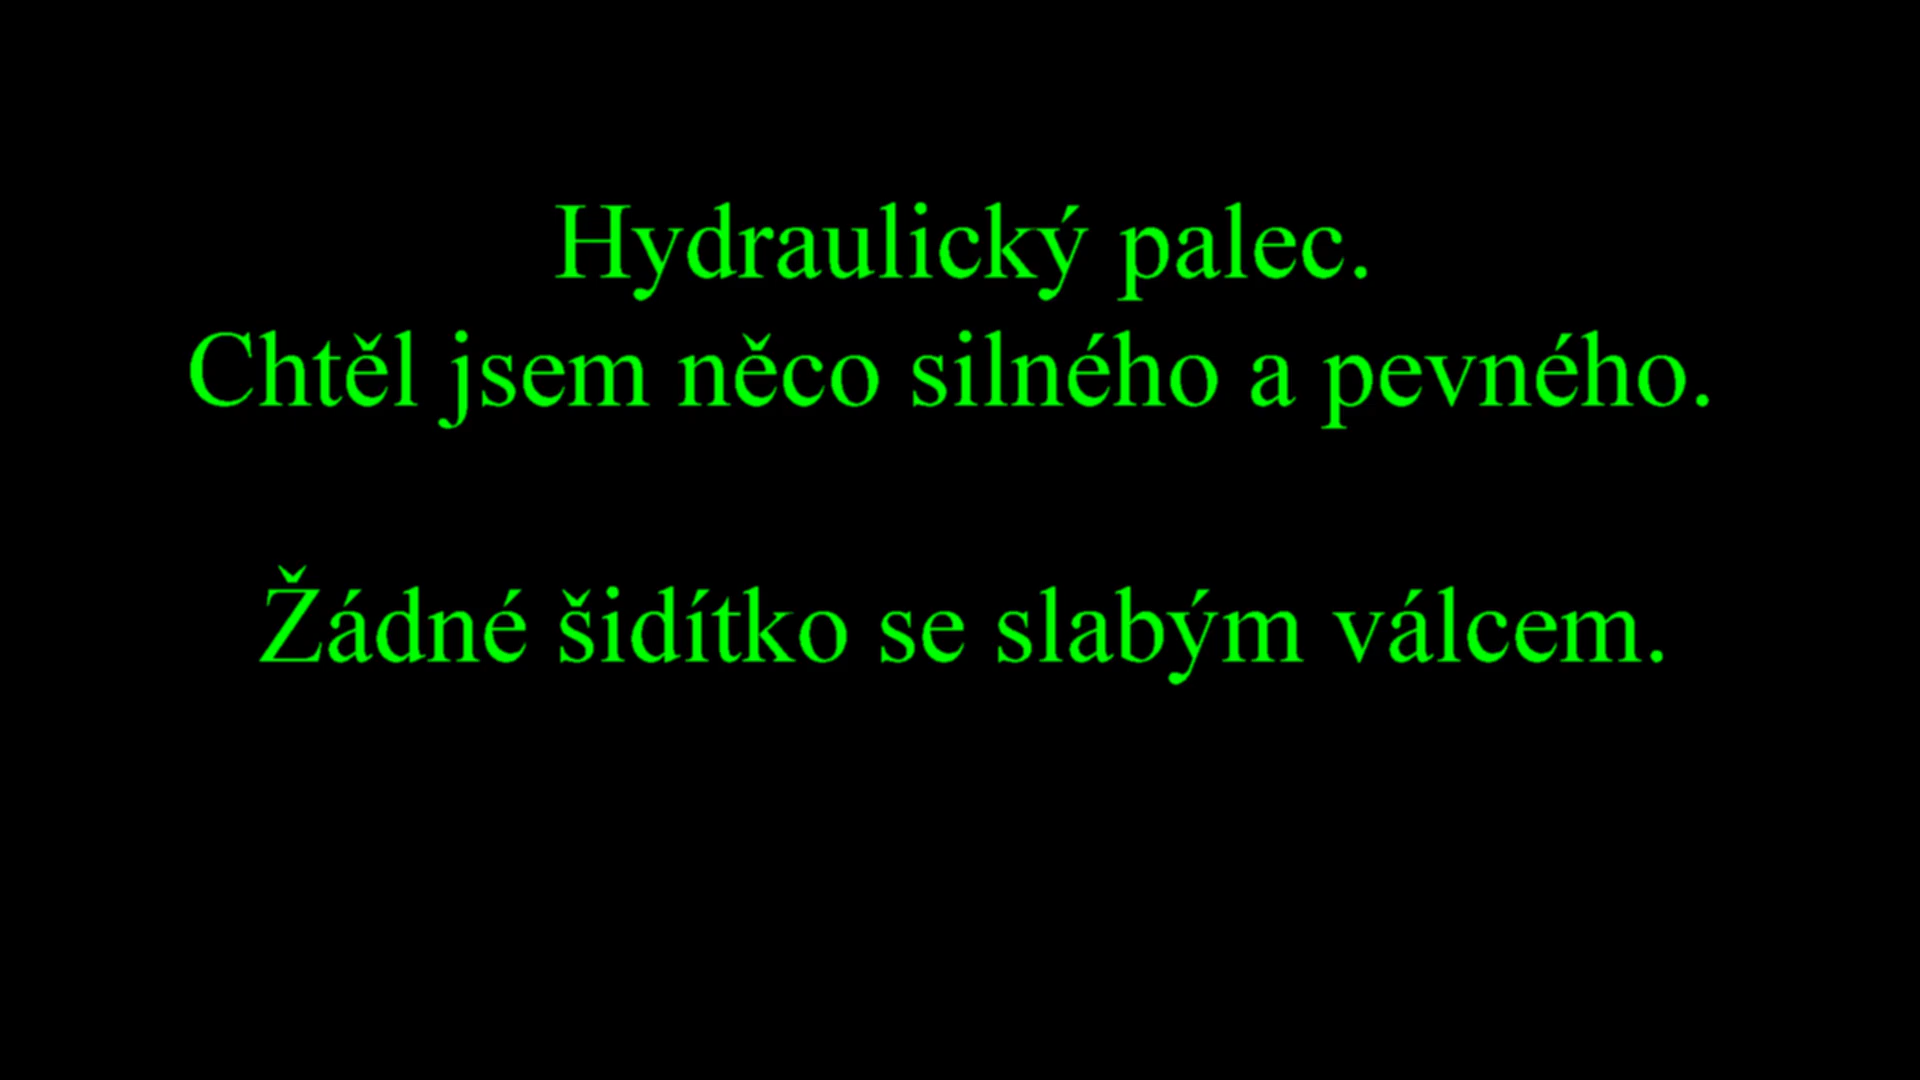 Hydraulický palec.
Chtěl jsem něco silného a pevného.
Žádné šidítko se slabým válcem.